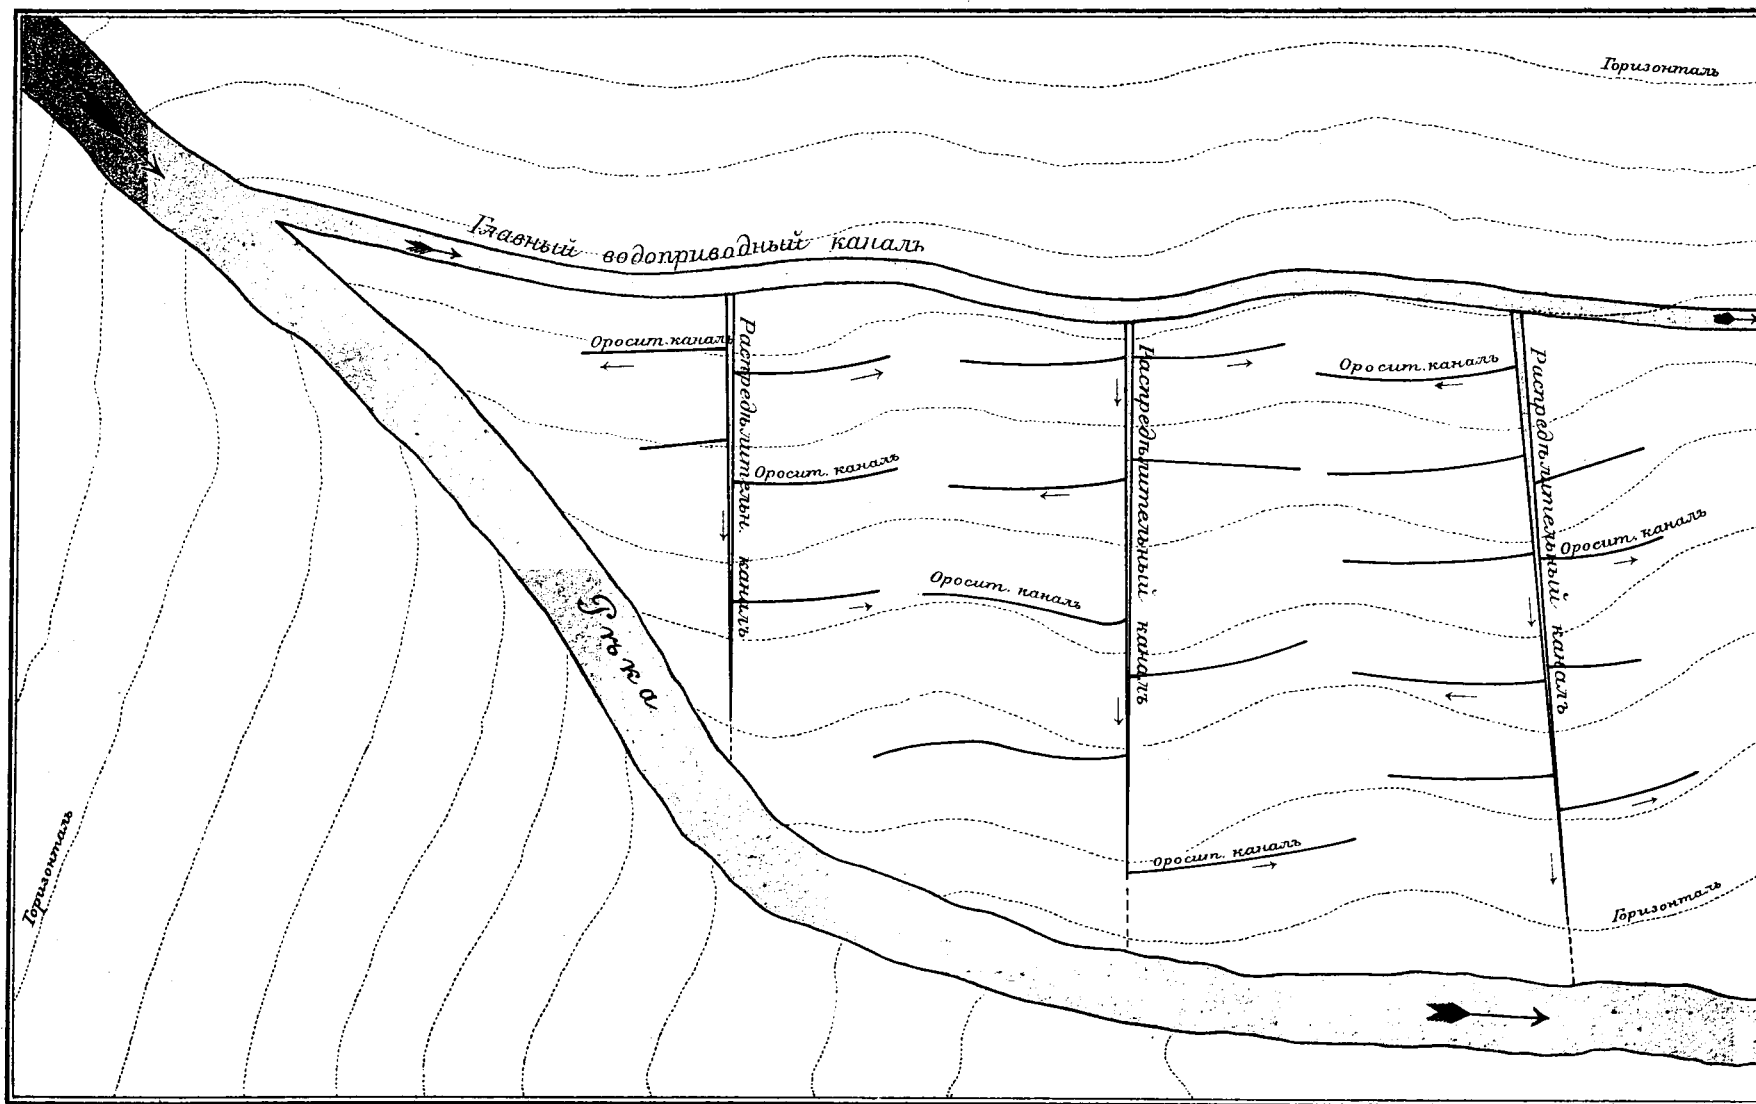 Горизонталь
Главный водоприводный каналъ
Оросит. каналъ
Распредѣлительн. каналъ
Распредѣлительный каналъ
Оросит. каналъ
Распредѣлительный каналъ
Оросит. каналъ
Оросит. каналъ
Оросит. каналъ
Рѣка
Оросит. каналъ
Горизонталь
Горизонталь